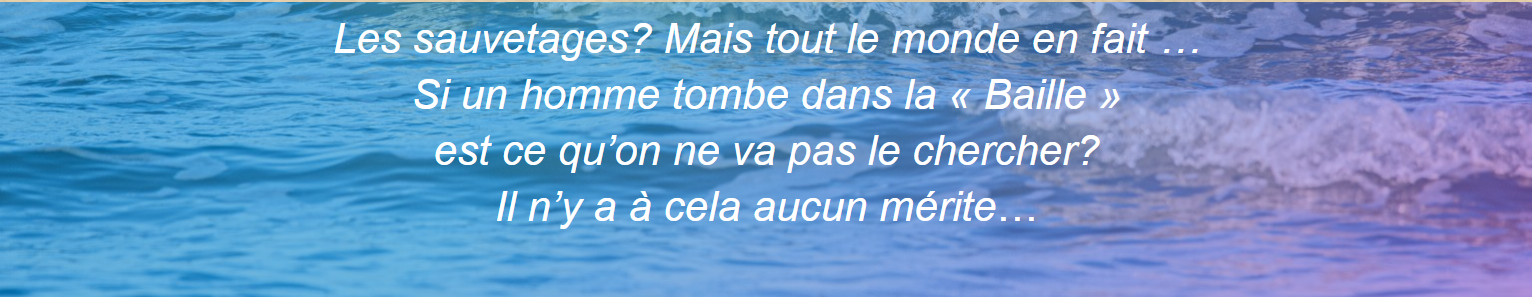 Les sauvetages? Mais tout le monde en fait …
Si un homme tombe dans la « Baille »
est ce qu’on ne va pas le chercher?
Il n’y a à cela aucun mérite…